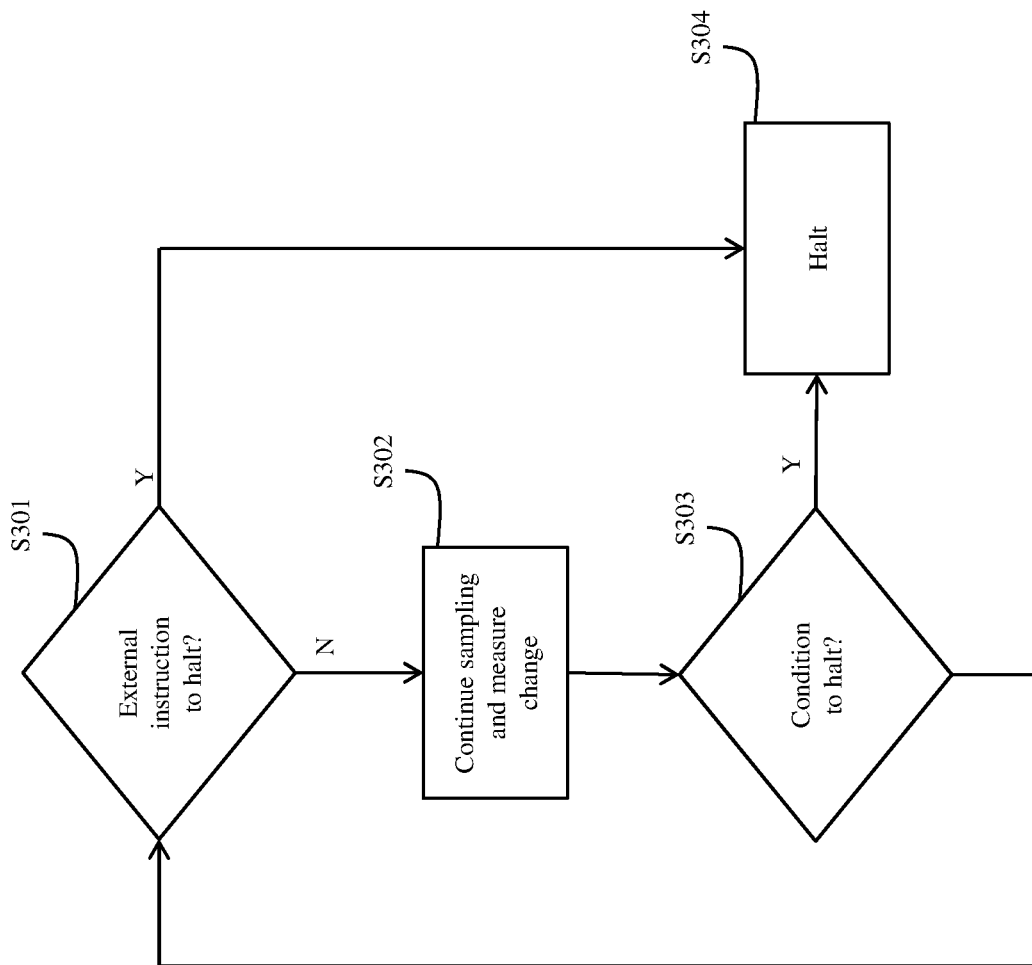 S301
External
instruction
to halt?
Y
N
S302
Continue sampling
and measure
change
S303
Condition
to halt?
Y
S304
Halt